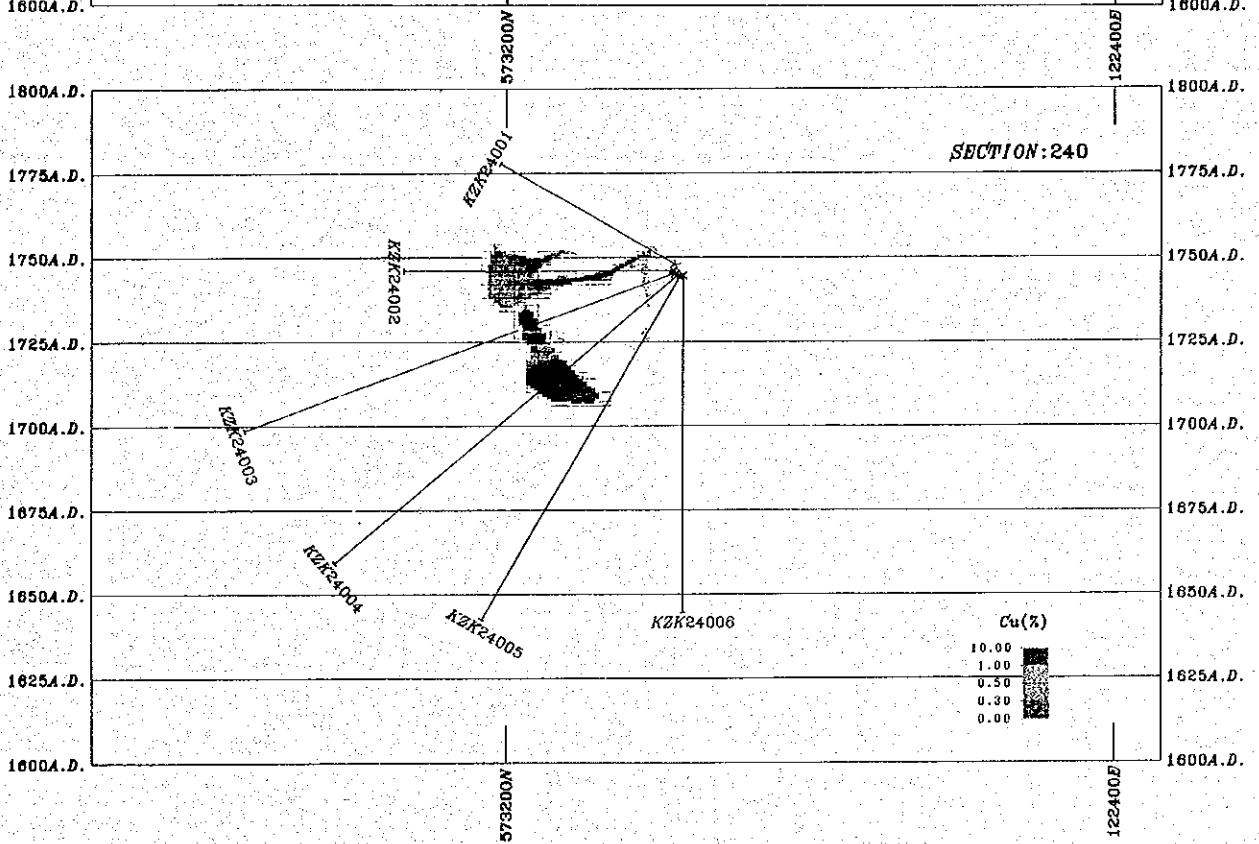 1600A.D.
1600A.D.
573200N
122400E
1800A.D.
1800A.D.
SECTION:240
KZK24001
1775A.D.
1775A.D.
1750A.D.
1750A.D.
KZK24002
1725A.D.
1725A.D.
KZK24003
1700A.D.
1700A.D.
1675A.D.
1675A.D.
KZK24004
1650A.D.
1650A.D.
KZK24005
KZK24006
Cu(%)
10.00
1.00
0.50
0.30
0.00
1625A.D.
1625A.D.
1600A.D.
1600A.D.
573200N
122400E